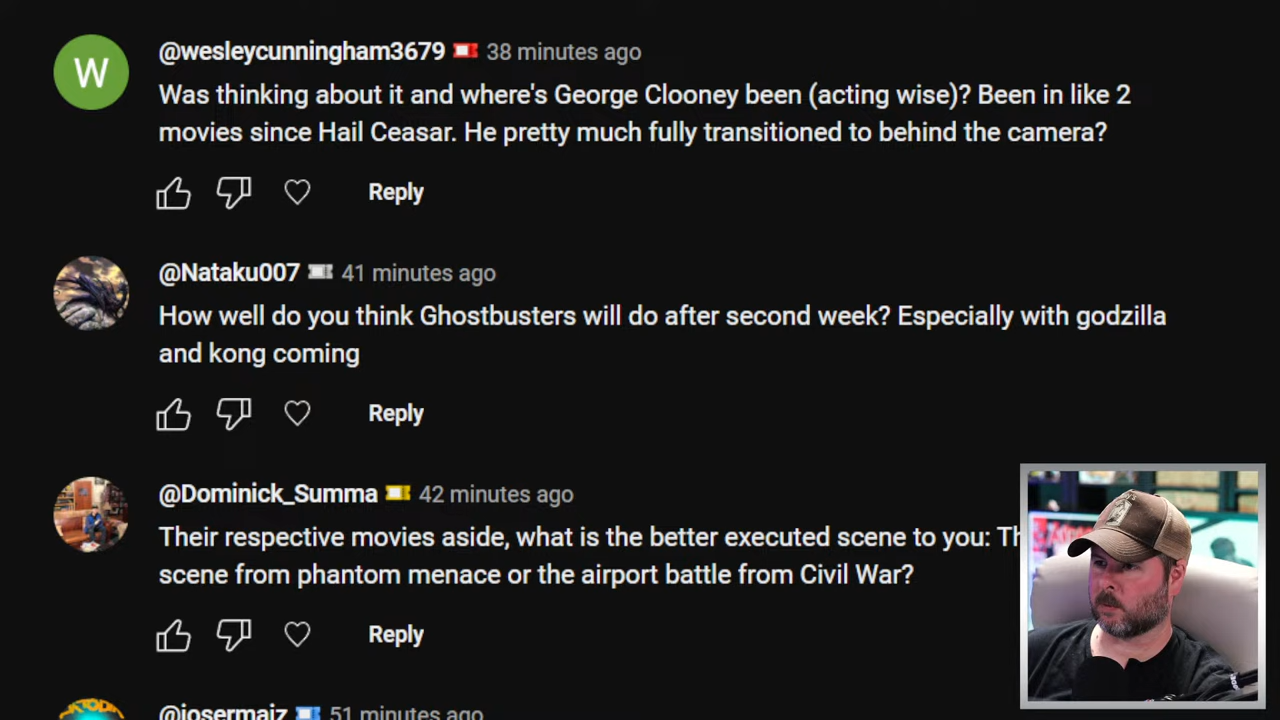 W
@wesleycunningham3679 38 minutes ago
Was thinking about it and where's George Clooney been (acting wise)? Been in like 2
movies since Hail Ceasar. He pretty much fully transitioned to behind the camera?
Reply
@Nataku007 41 minutes ago
How well do you think Ghostbusters will do after second week? Especially with godzilla
and kong coming
Reply
@Dominick_Summa 42 minutes ago
Their respective movies aside, what is the better executed scene to you: Th
scene from phantom menace or the airport battle from Civil War?
Reply
@josermaiz 51 minutes ago